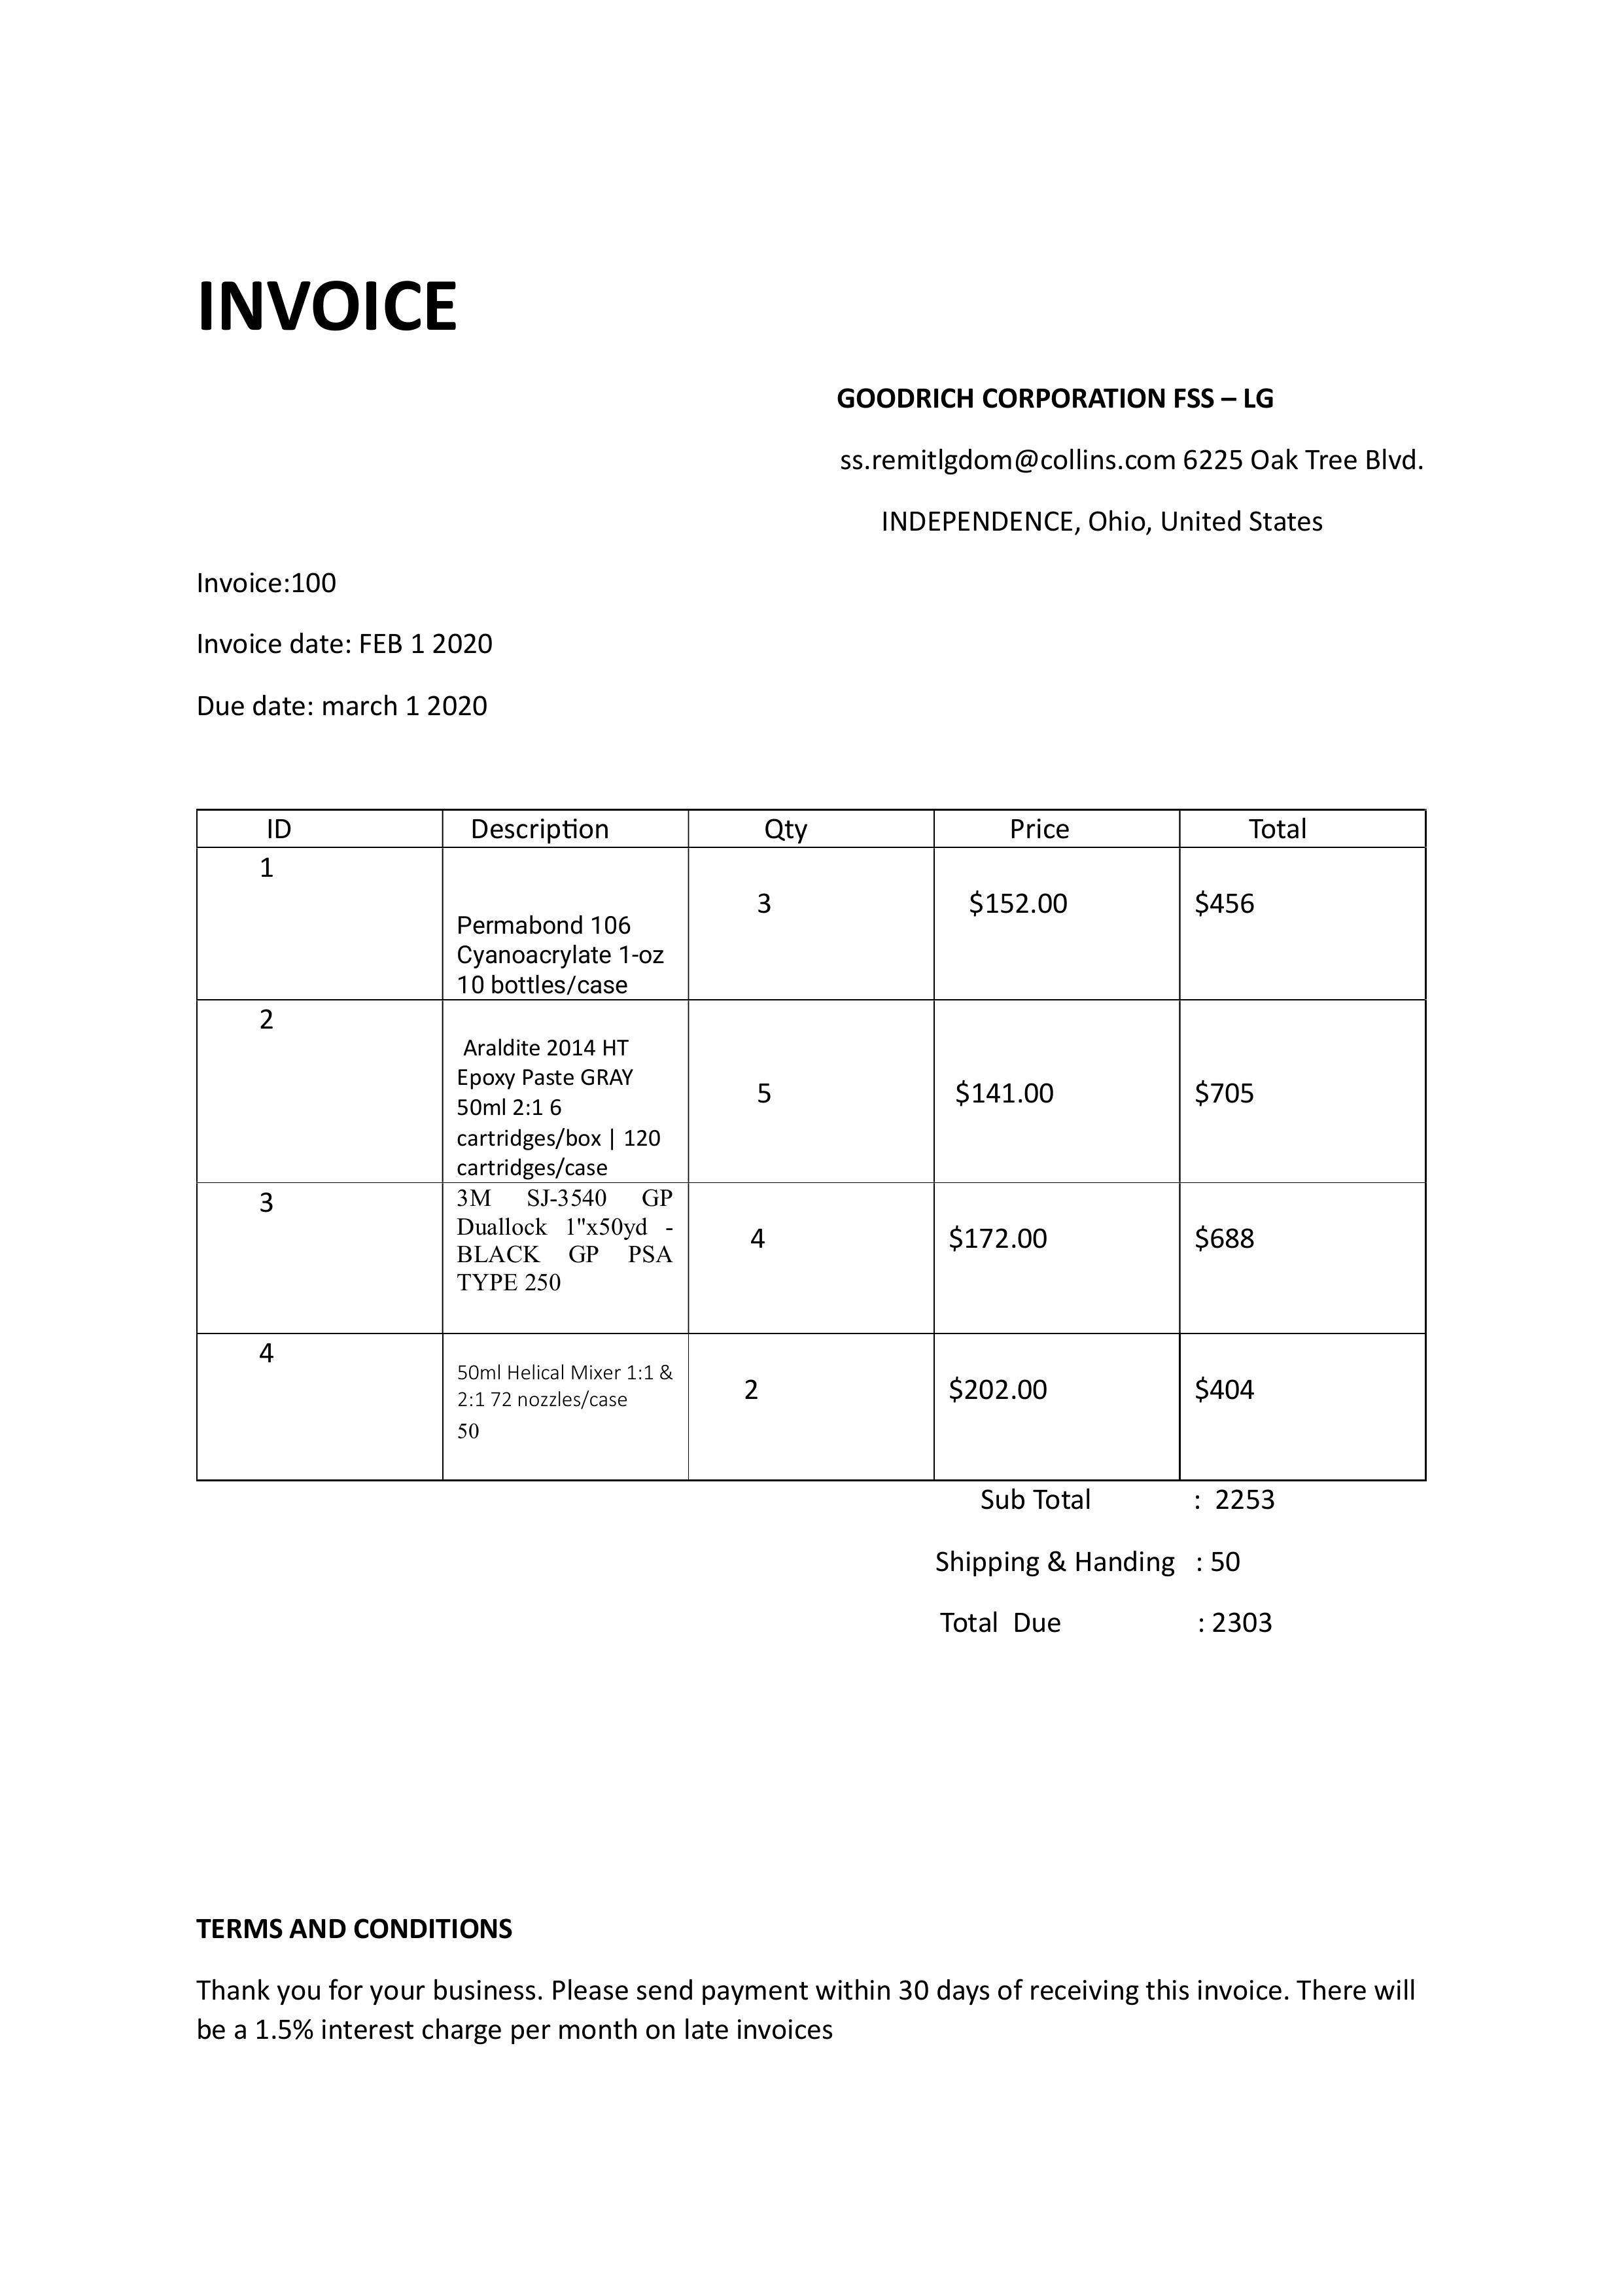 INVOICE
GOODRICH CORPORATION FSS – LG
ss.remitlgdom@collins.com 6225 Oak Tree Blvd.
INDEPENDENCE, Ohio, United States
Invoice:100
Invoice date: FEB 1 2020
Due date: march 1 2020
ID Description Qty Price Total
1
3 $152.00 $456
Permabond 106
Cyanoacrylate 1-oz
10 bottles/case
2
Araldite 2014 HT
Epoxy Paste GRAY
50ml 2:1 6
5 $141.00 $705
cartridges/box | 120
cartridges/case
3
3M SJ-3540 GP
Duallock 1"x50yd -
BLACK GP PSA
TYPE 250
4 $172.00 $688
4
50ml Helical Mixer 1:1 &
2:1 72 nozzles/case
50
2 $202.00 $404
Sub Total : 2253
Shipping & Handing : 50
Total Due : 2303
TERMS AND CONDITIONS
Thank you for your business. Please send payment within 30 days of receiving this invoice. There will
be a 1.5% interest charge per month on late invoices